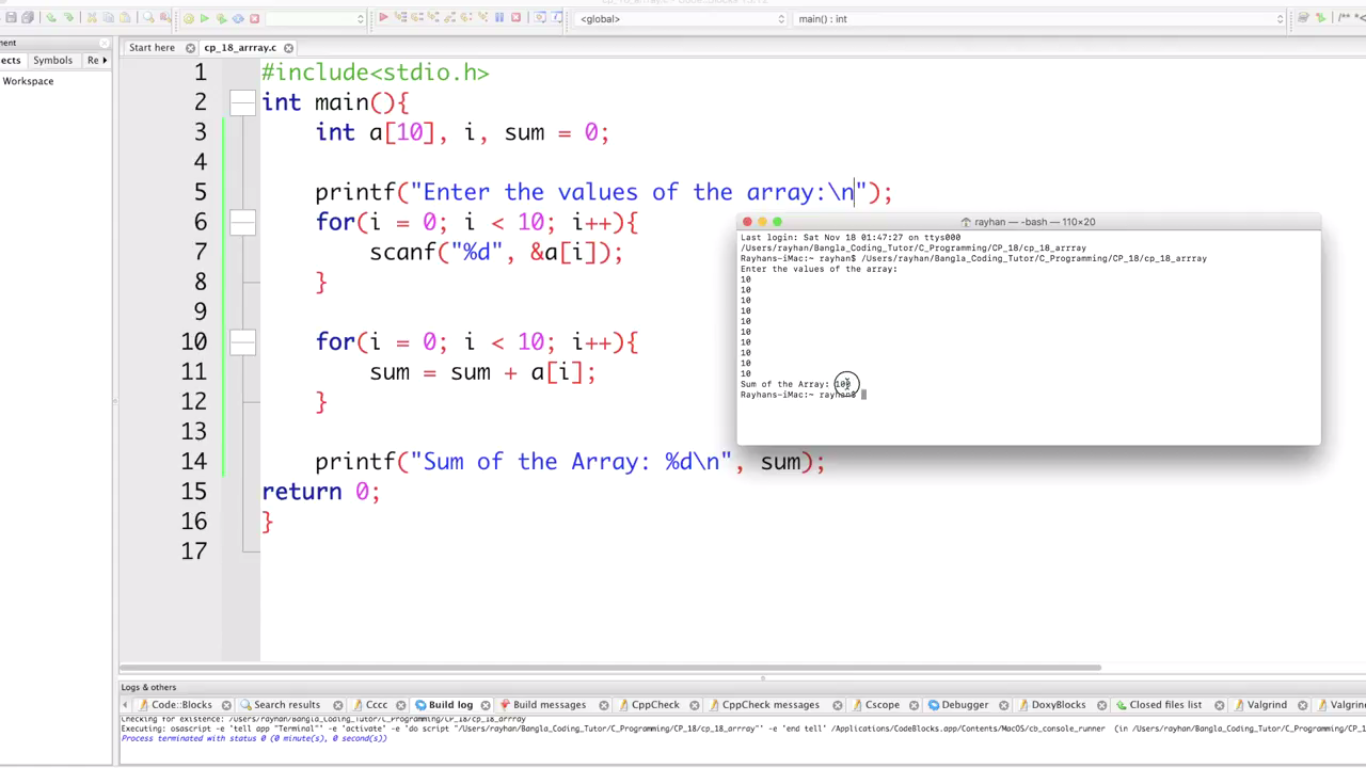 <global>
main() : int
ment
Start here
cp_18_arrray.c
ects Symbols Re
Workspace
1 #include<stdio.h>
2 int main(){
3 int a[10], i, sum = 0;
4
5 printf("Enter the values of the array:\n");
6 for(i = 0; i < 10; i++){
7 scanf("%d", &a[i]);
8 }
9
10 for(i = 0; i < 10; i++){
11 sum = sum + a[i];
12 }
13
14 printf("Sum of the Array: %d\n", sum);
15 return 0;
16 }
17
rayhan — -bash — 110×20
Last login: Sat Nov 18 01:47:27 on ttys000
/Users/rayhan/Bangla_Coding_Tutor/C_Programming/CP_18/cp_18_arrray
Rayhans-iMac:~ rayhan$ /Users/rayhan/Bangla_Coding_Tutor/C_Programming/CP_18/cp_18_arrray
Enter the values of the array:
10
10
10
10
10
10
10
10
10
10
Sum of the Array: 100
Rayhans-iMac:~ rayhan$
Logs & others
Code::Blocks Search results Cccc Build log Build messages CppCheck CppCheck messages Cscope Debugger DoxyBlocks Closed files list Valgrind Valgrin
Checking for existence: /Users/rayhan/Bangla_Coding_Tutor/C_Programming/CP_18/cp_18_arrray
Executing: osascript -e 'tell app "Terminal"' -e 'activate' -e 'do script "/Users/rayhan/Bangla_Coding_Tutor/C_Programming/CP_18/cp_18_arrray"' -e 'end tell' /Applications/CodeBlocks.app/Contents/MacOS/cb_console_runner (in /Users/rayhan/Bangla_Coding_Tutor/C_Programming/CP_1
Process terminated with status 0 (0 minute(s), 0 second(s))